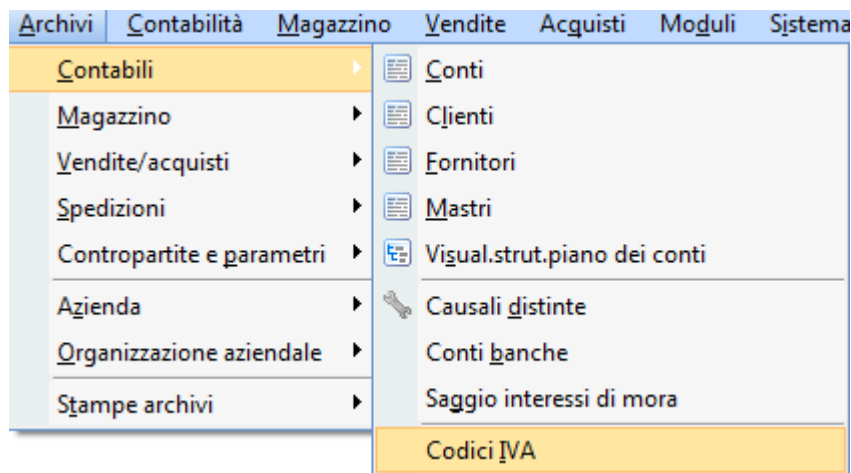 Archivi Contabilità Magazzino Vendite Acquisti Moduli Sistema
Contabili
Magazzino
Vendite/acquisti
Spedizioni
Contropartite e parametri
Azienda
Organizzazione aziendale
Stampe archivi
Conti
Clienti
Fornitori
Mastri
Visual.strut.piano dei conti
Causali distinte
Conti banche
Saggio interessi di mora
Codici IVA